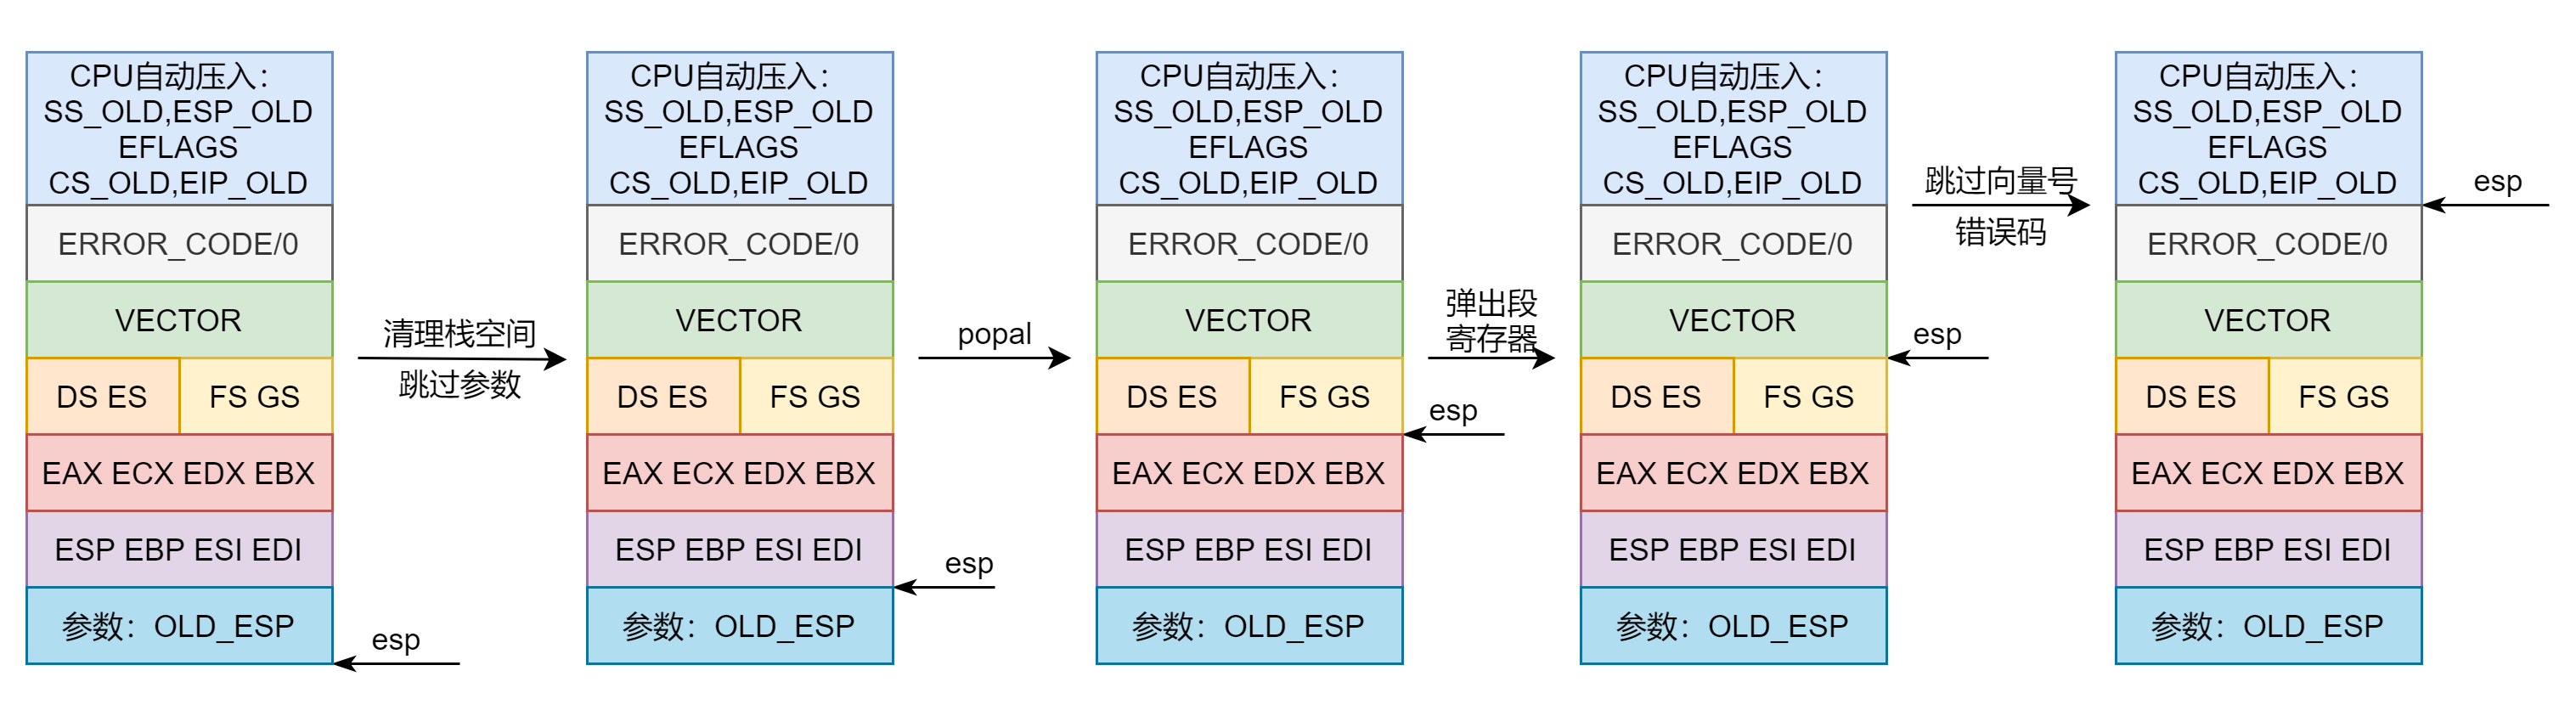 CPU自动压入：
SS_OLD,ESP_OLD
EFLAGS
CS_OLD,EIP_OLD
ERROR_CODE/0
VECTOR
DS ES
FS GS
EAX ECX EDX EBX
ESP EBP ESI EDI
参数：OLD_ESP
esp
清理栈空间
跳过参数
CPU自动压入：
SS_OLD,ESP_OLD
EFLAGS
CS_OLD,EIP_OLD
ERROR_CODE/0
VECTOR
DS ES
FS GS
EAX ECX EDX EBX
ESP EBP ESI EDI
参数：OLD_ESP
esp
popal
CPU自动压入：
SS_OLD,ESP_OLD
EFLAGS
CS_OLD,EIP_OLD
ERROR_CODE/0
VECTOR
DS ES
FS GS
EAX ECX EDX EBX
ESP EBP ESI EDI
参数：OLD_ESP
esp
弹出段
寄存器
CPU自动压入：
SS_OLD,ESP_OLD
EFLAGS
CS_OLD,EIP_OLD
ERROR_CODE/0
VECTOR
DS ES
FS GS
EAX ECX EDX EBX
ESP EBP ESI EDI
参数：OLD_ESP
esp
跳过向量号
错误码
CPU自动压入：
SS_OLD,ESP_OLD
EFLAGS
CS_OLD,EIP_OLD
ERROR_CODE/0
VECTOR
DS ES
FS GS
EAX ECX EDX EBX
ESP EBP ESI EDI
参数：OLD_ESP
esp